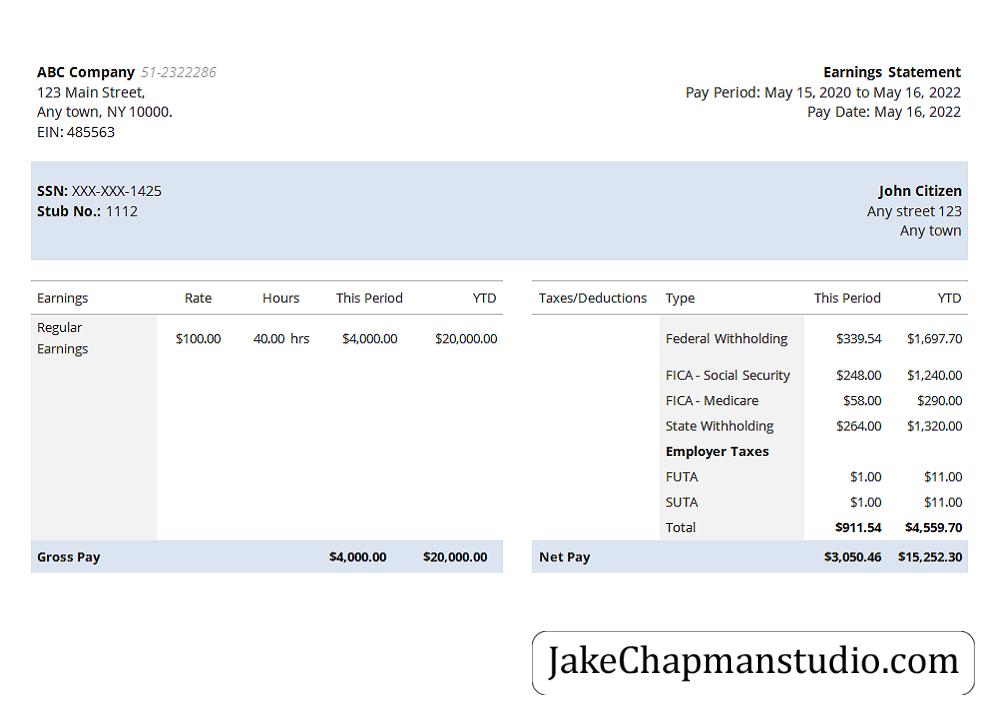 ABC Company 51-2322286
123 Main Street,
Any town, NY 10000.
EIN: 485563
Earnings Statement
Pay Period: May 15, 2020 to May 16, 2022
Pay Date: May 16, 2022
SSN: XXX-XXX-1425
Stub No.: 1112
John Citizen
Any street 123
Any town
Earnings Rate Hours This Period YTD
Regular
Earnings
$100.00 40.00 hrs $4,000.00 $20,000.00
Gross Pay $4,000.00 $20,000.00
Taxes/Deductions Type This Period YTD
Federal Withholding $339.54 $1,697.70
FICA - Social Security $248.00 $1,240.00
FICA - Medicare $58.00 $290.00
State Withholding $264.00 $1,320.00
Employer Taxes
FUTA $1.00 $11.00
SUTA $1.00 $11.00
Total $911.54 $4,559.70
Net Pay $3,050.46 $15,252.30
JakeChapmanstudio.com